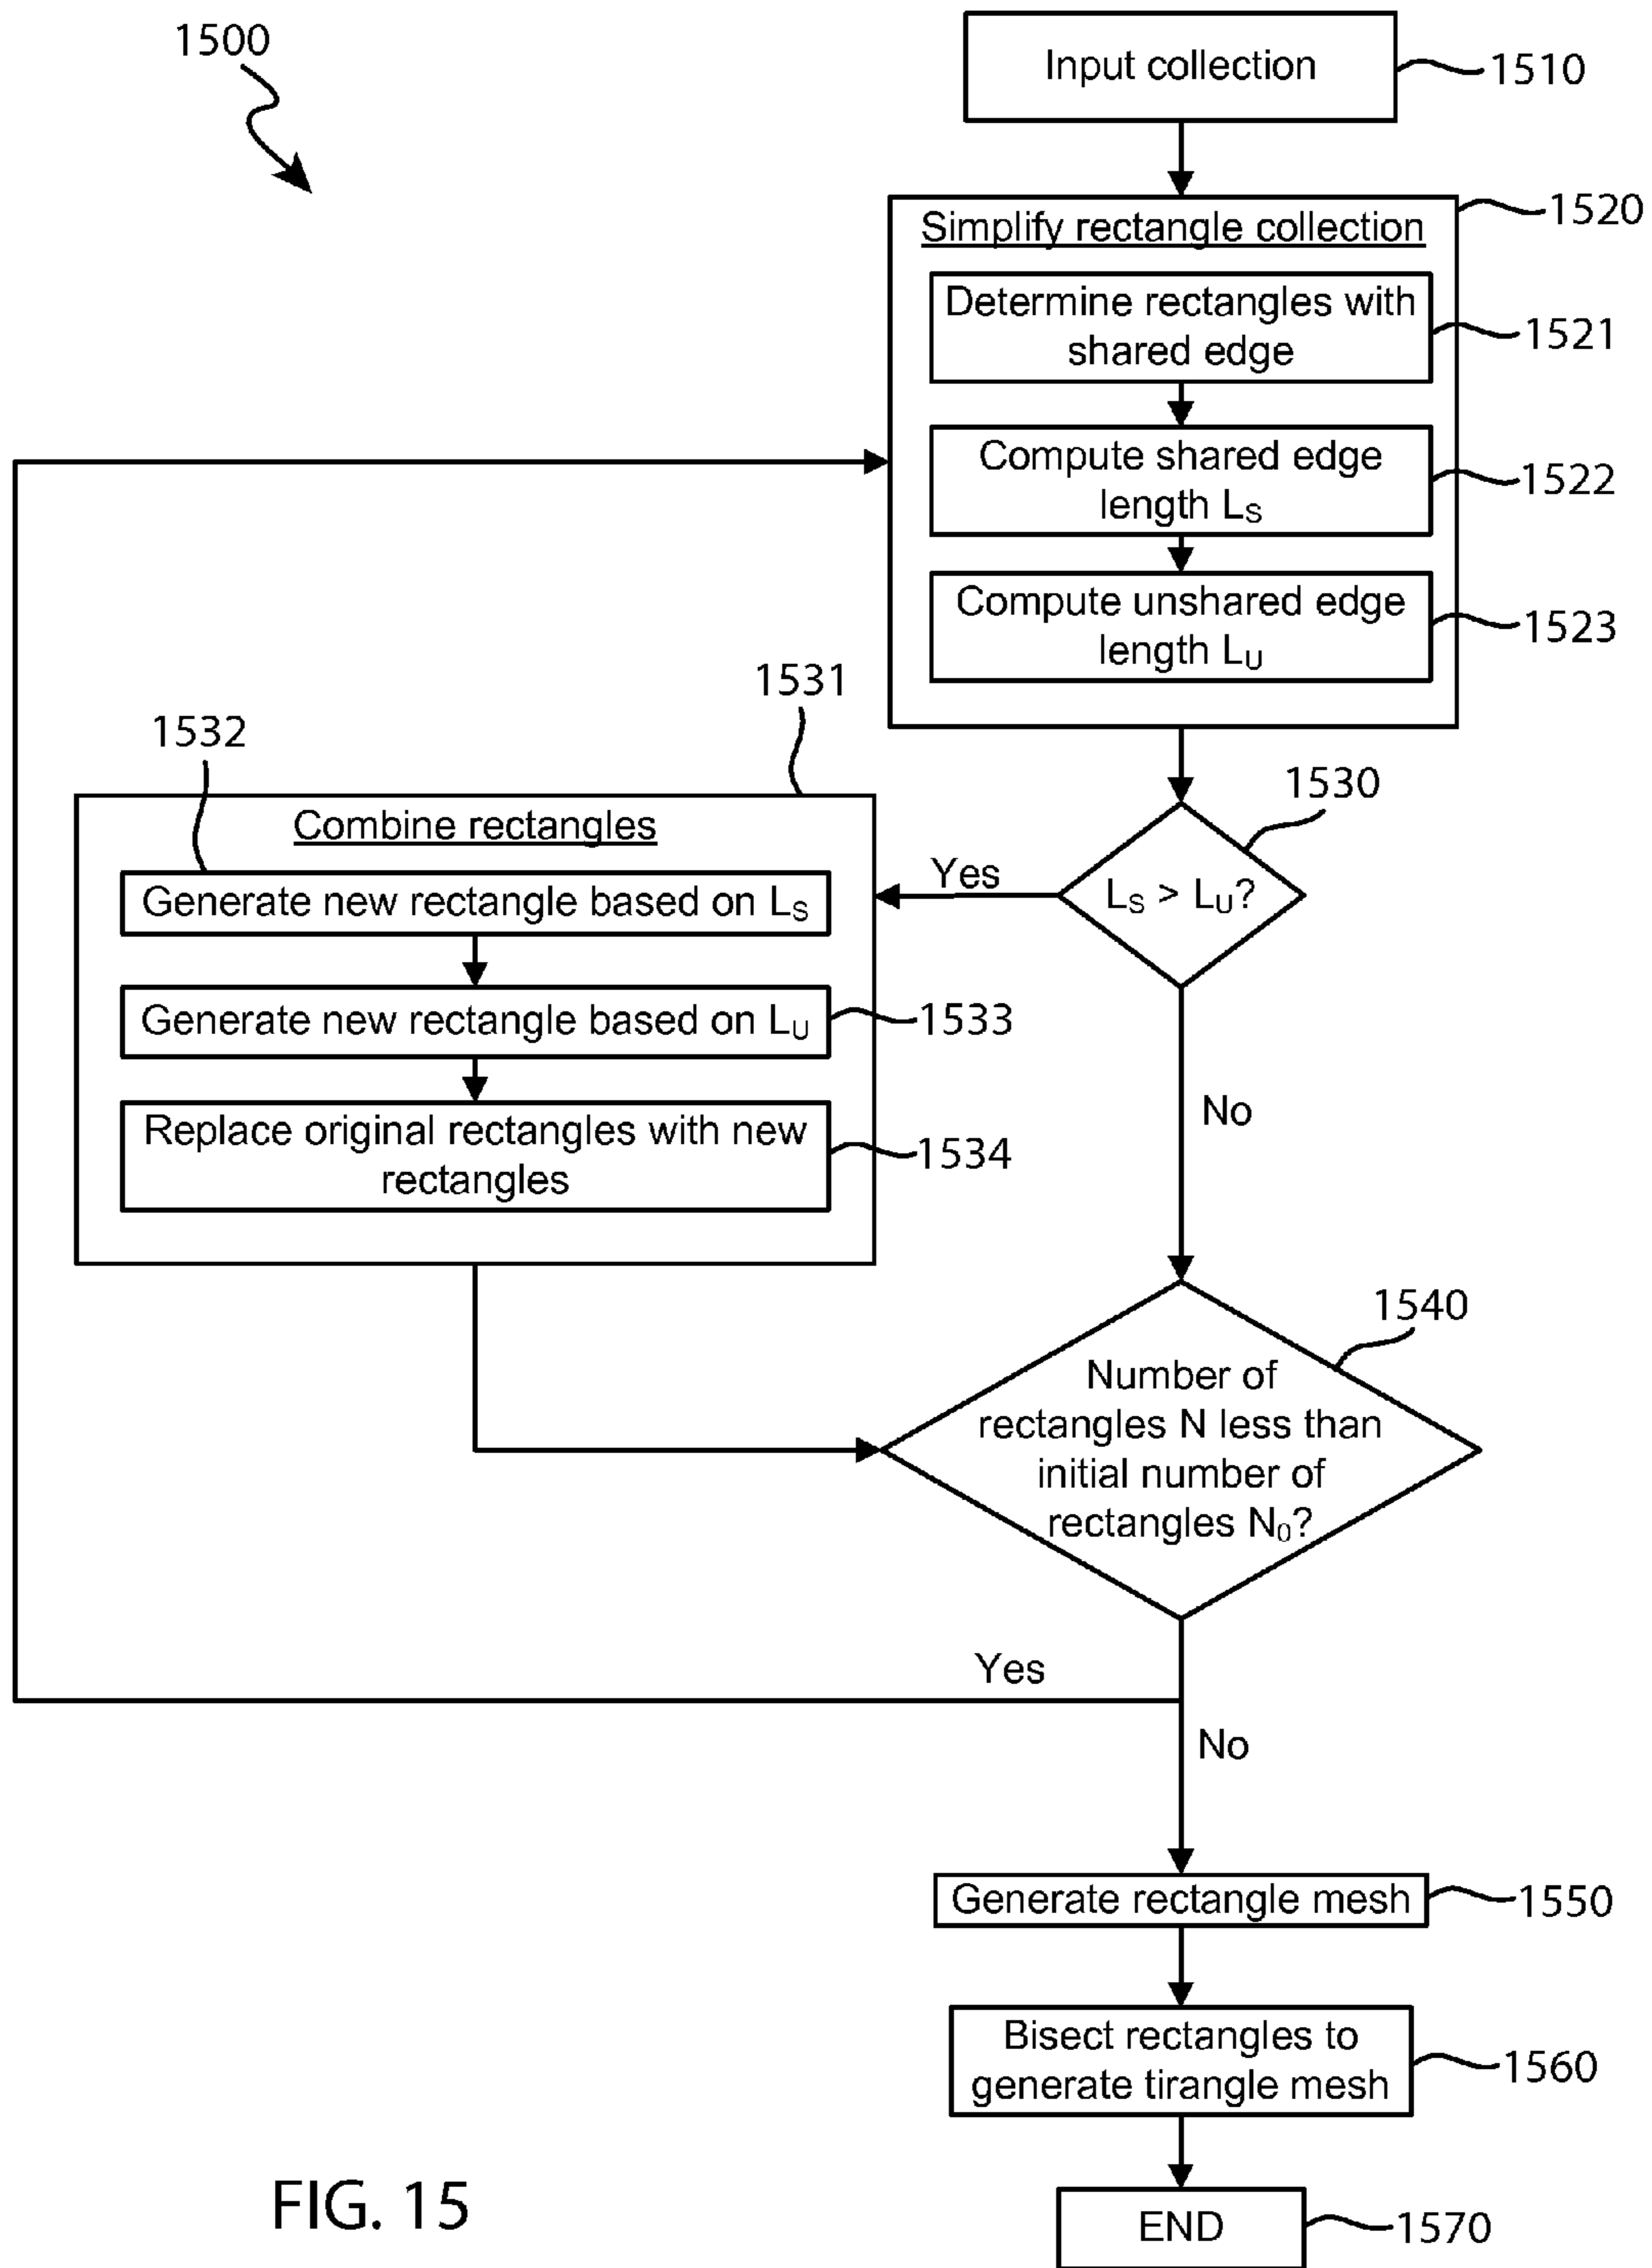 1500
Input collection
1510
1520
Simplify rectangle collection
Determine rectangles with
shared edge
1521
Compute shared edge
length LS
1522
Compute unshared edge
length LU
1523
1531
1532
1530
Combine rectangles
Generate new rectangle based on LS
Yes
LS > LU?
Generate new rectangle based on LU
1533
No
Replace original rectangles with new
rectangles
1534
1540
Number of
rectangles N less than
initial number of
rectangles N0?
Yes
No
Generate rectangle mesh
1550
Bisect rectangles to
generate tirangle mesh
1560
END
1570
FIG. 15